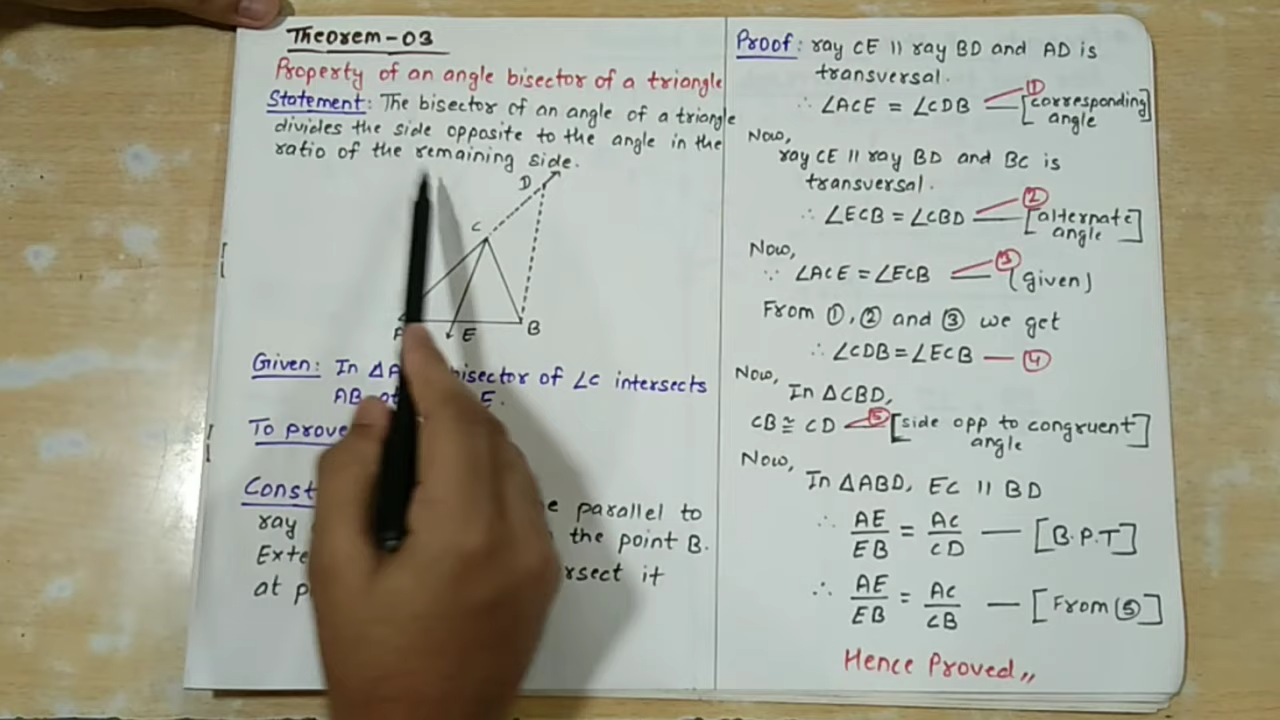 Theorem-03
Property of an angle bisector of a triangle
Statement: The bisector of an angle of a triangle
divides the side opposite to the angle in the
ratio of the remaining side.
D
C
E B
Given: In ΔA bisector of ∠C intersects
AB E.
To prove
Const
parallel to
ray the point B.
it
at
Proof: ray CE ∥ ray BD and AD is
transversal.
∴ ∠ACE = ∠CDB — ① [corresponding angle]
Now,
ray CE ∥ ray BD and BC is
transversal.
∴ ∠ECB = ∠CBD — ② [alternate angle]
Now,
∵ ∠ACE = ∠ECB — ③ (given)
From ①, ② and ③ we get
∴ ∠CDB = ∠ECB — ④
Now,
In ΔCBD,
CB ≅ CD — ⑤ [side opp to congruent angle]
Now,
In ΔABD, EC ∥ BD
∴ AE/EB = AC/CD — [B.P.T]
∴ AE/EB = AC/CB — [From ⑤]
Hence Proved,,